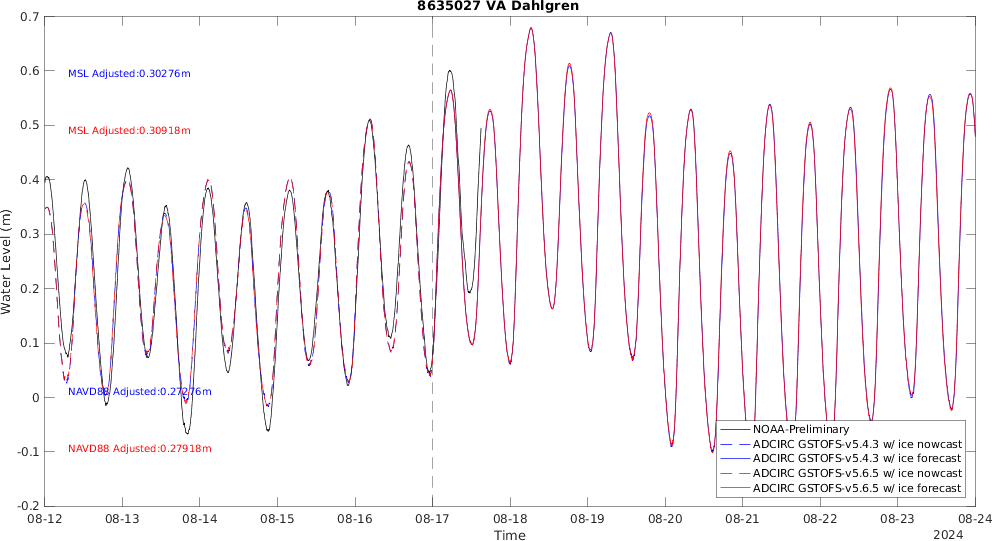 8635027 VA Dahlgren
0.7
0.6
0.5
0.4
0.3
0.2
0.1
0
-0.1
-0.2
Water Level (m)
MSL Adjusted:0.30276m
MSL Adjusted:0.30918m
NAVD88 Adjusted:0.27276m
NAVD88 Adjusted:0.27918m
NOAA-Preliminary
ADCIRC GSTOFS-v5.4.3 w/ ice nowcast
ADCIRC GSTOFS-v5.4.3 w/ ice forecast
ADCIRC GSTOFS-v5.6.5 w/ ice nowcast
ADCIRC GSTOFS-v5.6.5 w/ ice forecast
08-12 08-13 08-14 08-15 08-16 08-17 08-18 08-19 08-20 08-21 08-22 08-23 08-24
Time
2024